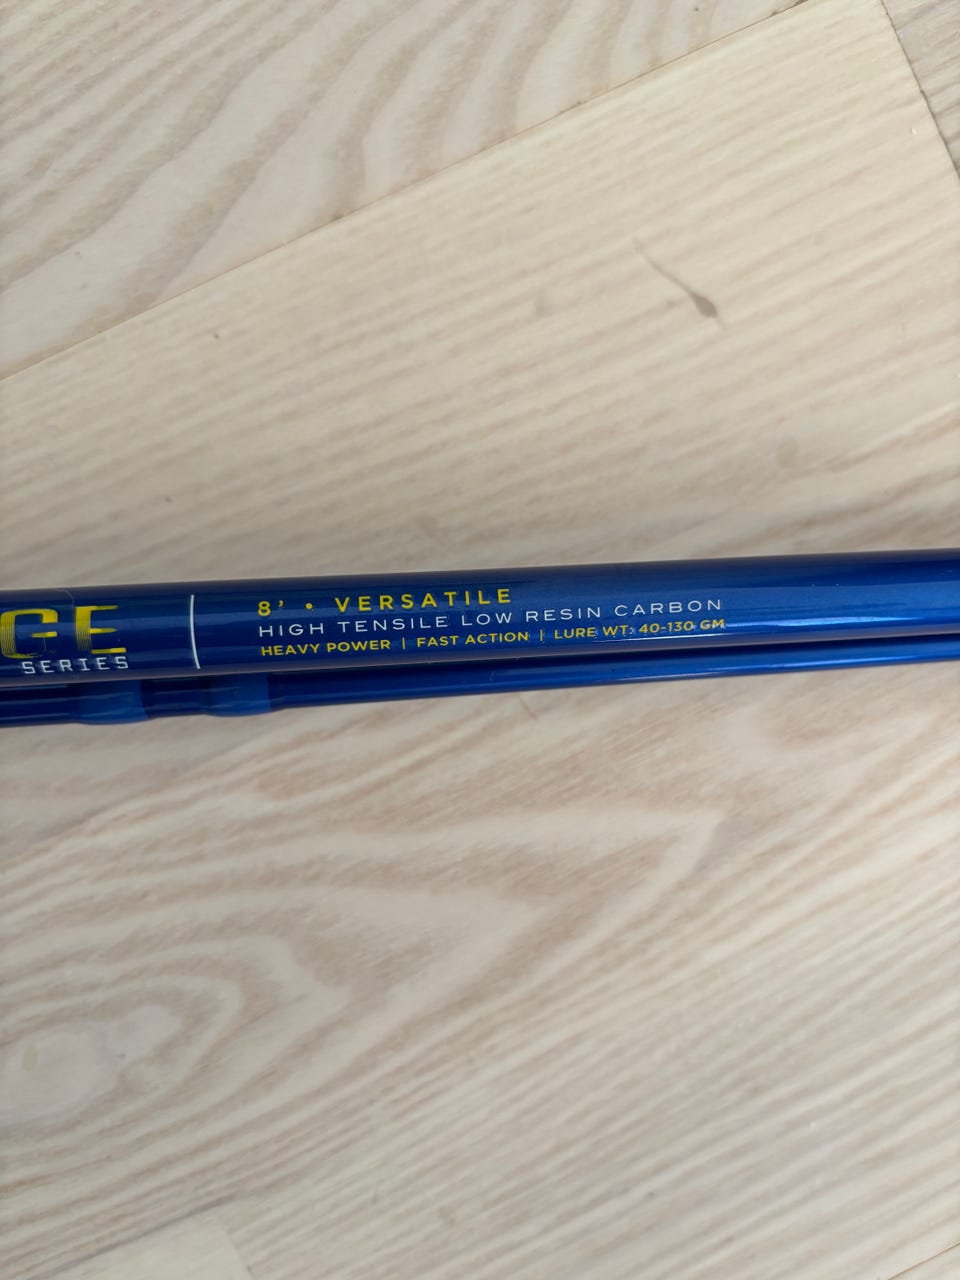 GE
SERIES
8' • VERSATILE
HIGH TENSILE LOW RESIN CARBON
HEAVY POWER | FAST ACTION | LURE WT: 40-130 GM